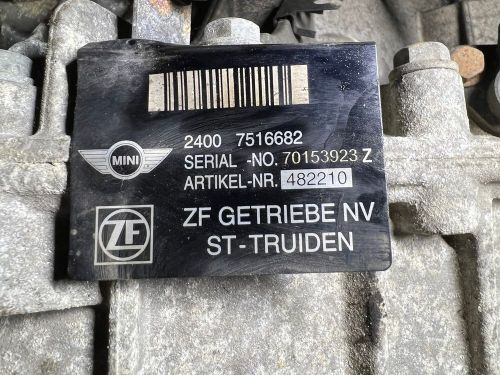 2400 7516682
SERIAL -NO. 70153923 Z
ARTIKEL-NR. 482210
MINI
ZF
ZF GETRIEBE NV
ST-TRUIDEN